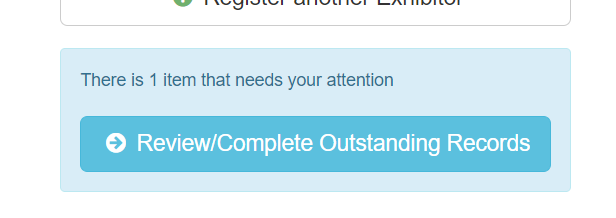 Register another Exhibitor
There is 1 item that needs your attention
Review/Complete Outstanding Records